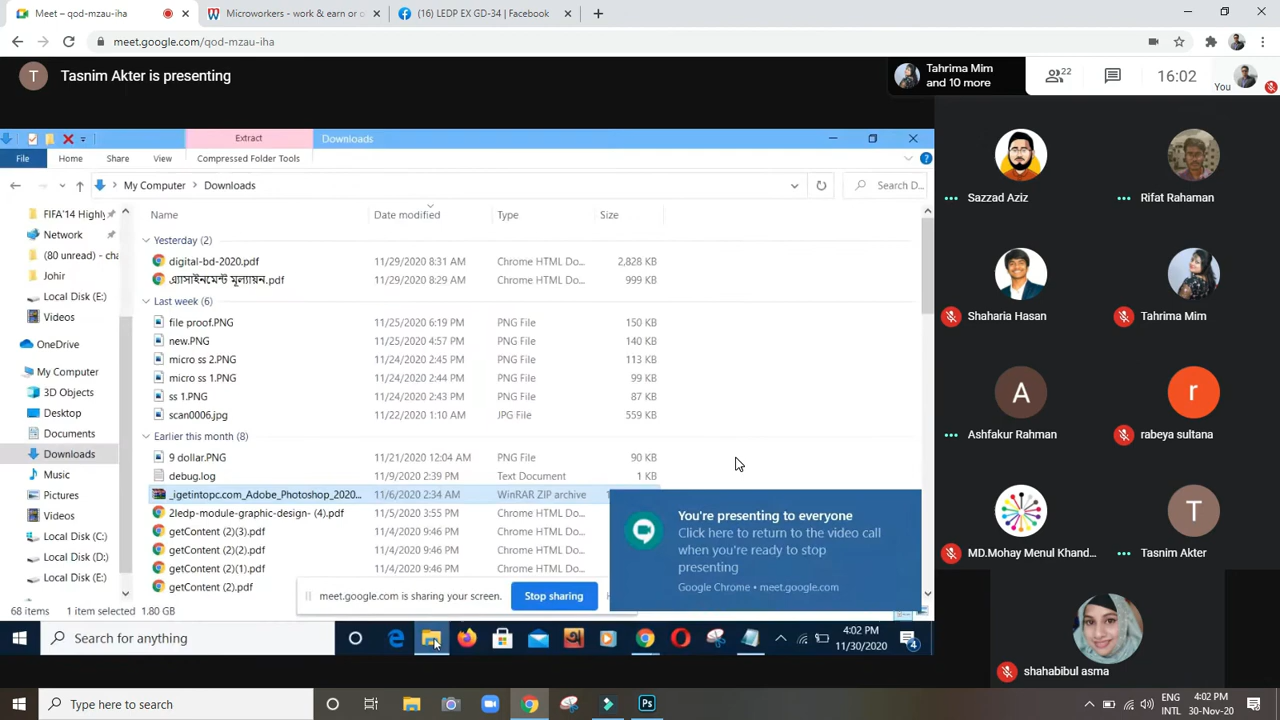 Meet – qod-mzau-iha
Microworkers - work & earn or o
(16) LEDP EX GD-34 | Facebook
meet.google.com/qod-mzau-iha
T
Tasnim Akter is presenting
Tahrima Mim
and 10 more
22
16:02
You
Extract
Downloads
File
Home
Share
View
Compressed Folder Tools
My Computer
Downloads
Search D...
FIFA'14 Highly
Network
(80 unread) - cha
Johir
Local Disk (E:)
Videos
OneDrive
My Computer
3D Objects
Desktop
Documents
Downloads
Music
Pictures
Videos
Local Disk (C:)
Local Disk (D:)
Local Disk (E:)
Name
Date modified
Type
Size
Yesterday (2)
digital-bd-2020.pdf 11/29/2020 8:31 AM Chrome HTML Do... 2,828 KB
এ্যাসাইনমেন্ট মূল্যায়ন.pdf 11/29/2020 8:29 AM Chrome HTML Do... 999 KB
Last week (6)
file proof.PNG 11/25/2020 6:19 PM PNG File 150 KB
new.PNG 11/25/2020 4:57 PM PNG File 140 KB
micro ss 2.PNG 11/24/2020 2:45 PM PNG File 113 KB
micro ss 1.PNG 11/24/2020 2:44 PM PNG File 99 KB
ss 1.PNG 11/24/2020 2:43 PM PNG File 87 KB
scan0006.jpg 11/22/2020 1:10 AM JPG File 559 KB
Earlier this month (8)
9 dollar.PNG 11/21/2020 12:04 AM PNG File 90 KB
debug.log 11/9/2020 2:39 PM Text Document 1 KB
_igetintopc.com_Adobe_Photoshop_2020... 11/6/2020 2:34 AM WinRAR ZIP archive
2ledp-module-graphic-design- (4).pdf 11/5/2020 3:55 PM Chrome HTML Do...
getContent (2)(3).pdf 11/4/2020 9:46 PM Chrome HTML Do...
getContent (2)(2).pdf 11/4/2020 9:46 PM Chrome HTML Do...
getContent (2)(1).pdf 11/4/2020 9:46 PM Chrome HTML Do...
getContent (2).pdf
You're presenting to everyone
Click here to return to the video call
when you're ready to stop
presenting
Google Chrome • meet.google.com
meet.google.com is sharing your screen.
Stop sharing
68 items
1 item selected 1.80 GB
Search for anything
4:02 PM
11/30/2020
4
Sazzad Aziz
Rifat Rahaman
Shaharia Hasan
Tahrima Mim
A
r
Ashfakur Rahman
rabeya sultana
T
MD.Mohay Menul Khand...
Tasnim Akter
shahabibul asma
Type here to search
Ps
ENG
INTL
4:02 PM
30-Nov-20